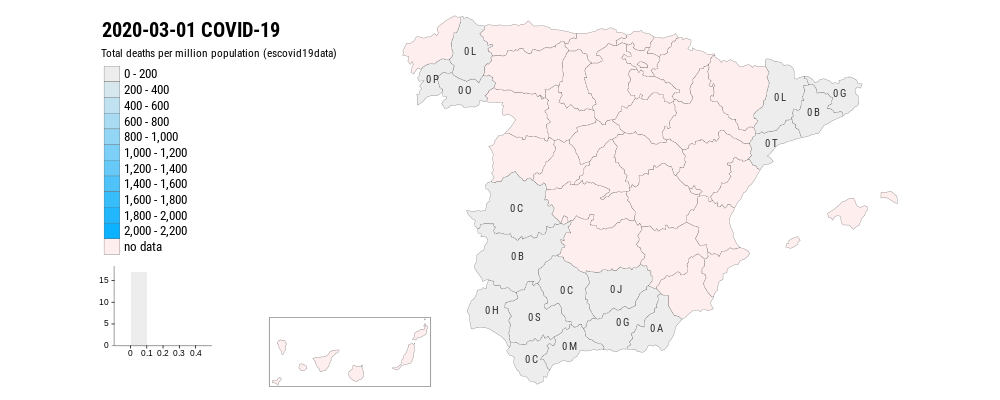 2020-03-01 COVID-19
Total deaths per million population (escovid19data)
0 - 200
200 - 400
400 - 600
600 - 800
800 - 1,000
1,000 - 1,200
1,200 - 1,400
1,400 - 1,600
1,600 - 1,800
1,800 - 2,000
2,000 - 2,200
no data
15
10
5
0
0 0.1 0.2 0.3 0.4
0 L
0 P
0 O
0 L
0 G
0 B
0 T
0 C
0 B
0 C
0 J
0 H
0 S
0 G
0 A
0 M
0 C